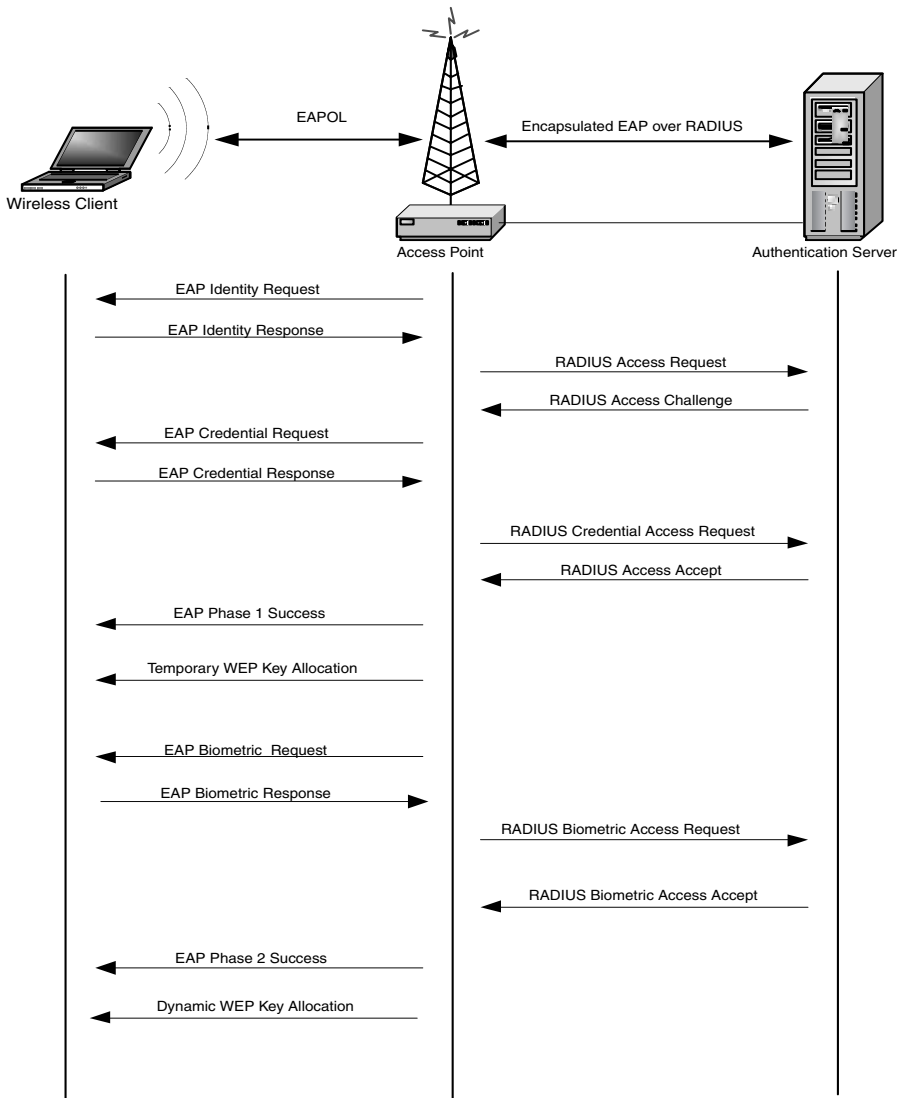 EAPOL
Encapsulated EAP over RADIUS
Wireless Client
Access Point
Authentication Server
EAP Identity Request
EAP Identity Response
RADIUS Access Request
RADIUS Access Challenge
EAP Credential Request
EAP Credential Response
RADIUS Credential Access Request
RADIUS Access Accept
EAP Phase 1 Success
Temporary WEP Key Allocation
EAP Biometric Request
EAP Biometric Response
RADIUS Biometric Access Request
RADIUS Biometric Access Accept
EAP Phase 2 Success
Dynamic WEP Key Allocation